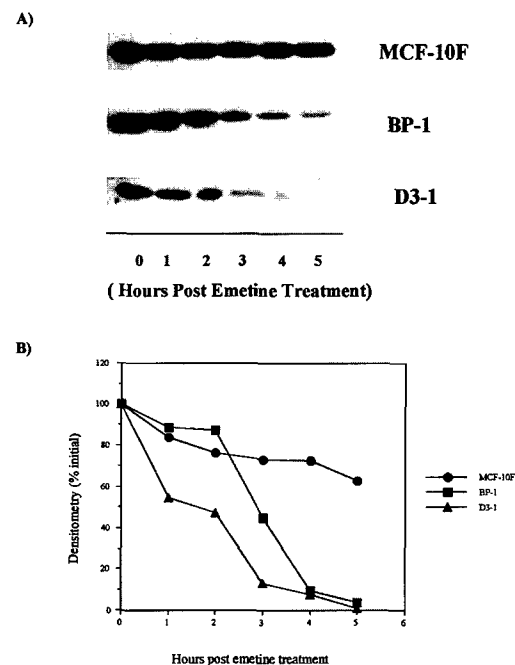 A)
MCF-10F
BP-1
D3-1
0 1 2 3 4 5
( Hours Post Emetine Treatment)
B)
120
100
80
60
40
20
0
0 1 2 3 4 5 6
Densitometry (% initial)
Hours post emetine treatment
MCF-10F
BP-1
D3-1